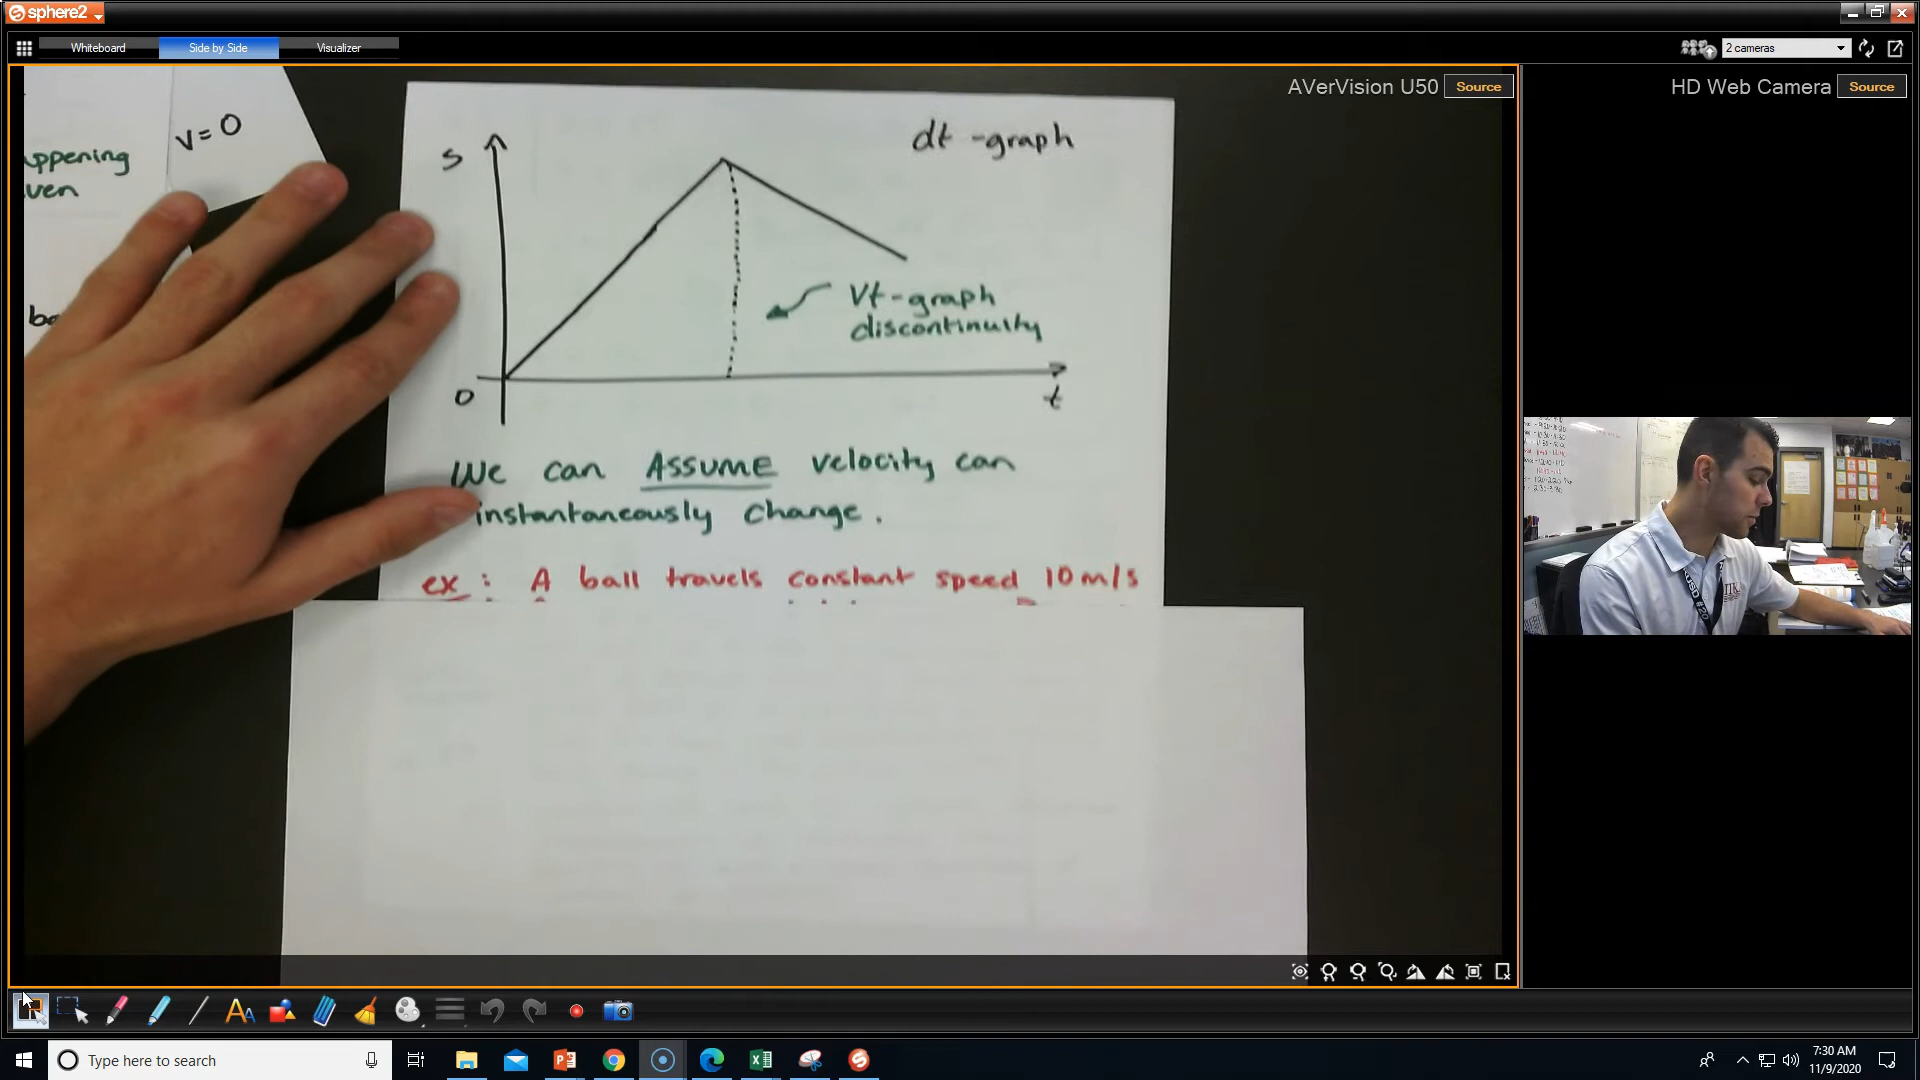 sphere2
Whiteboard
Side by Side
Visualizer
2 cameras
AVerVision U50
Source
HD Web Camera
Source
v = 0
ppening
ven
s
dt -graph
Vt-graph
discontinuity
0
t
We can ASSUME velocity can
instantaneously change.
ex: A ball travels constant speed 10 m/s
Type here to search
7:30 AM
11/9/2020